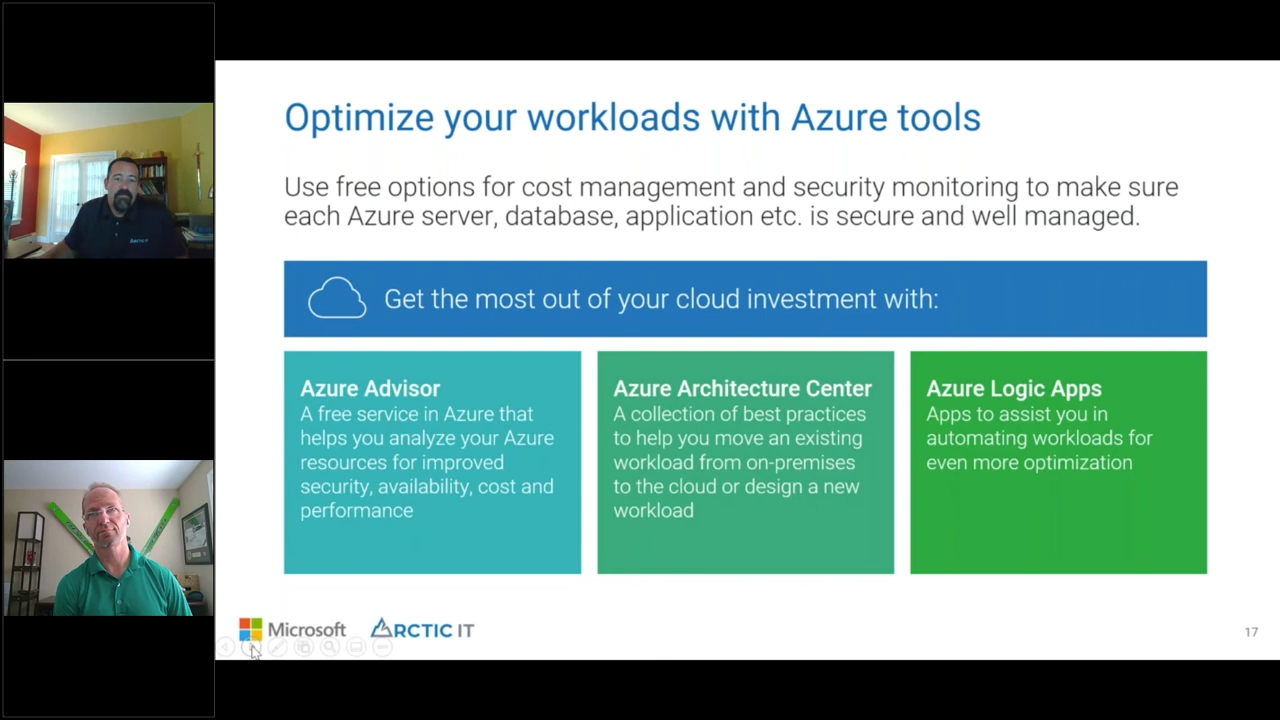 Optimize your workloads with Azure tools
Use free options for cost management and security monitoring to make sure
each Azure server, database, application etc. is secure and well managed.
Get the most out of your cloud investment with:
Azure Advisor
A free service in Azure that
helps you analyze your Azure
resources for improved
security, availability, cost and
performance
Azure Architecture Center
A collection of best practices
to help you move an existing
workload from on-premises
to the cloud or design a new
workload
Azure Logic Apps
Apps to assist you in
automating workloads for
even more optimization
Microsoft
ARCTIC IT
17